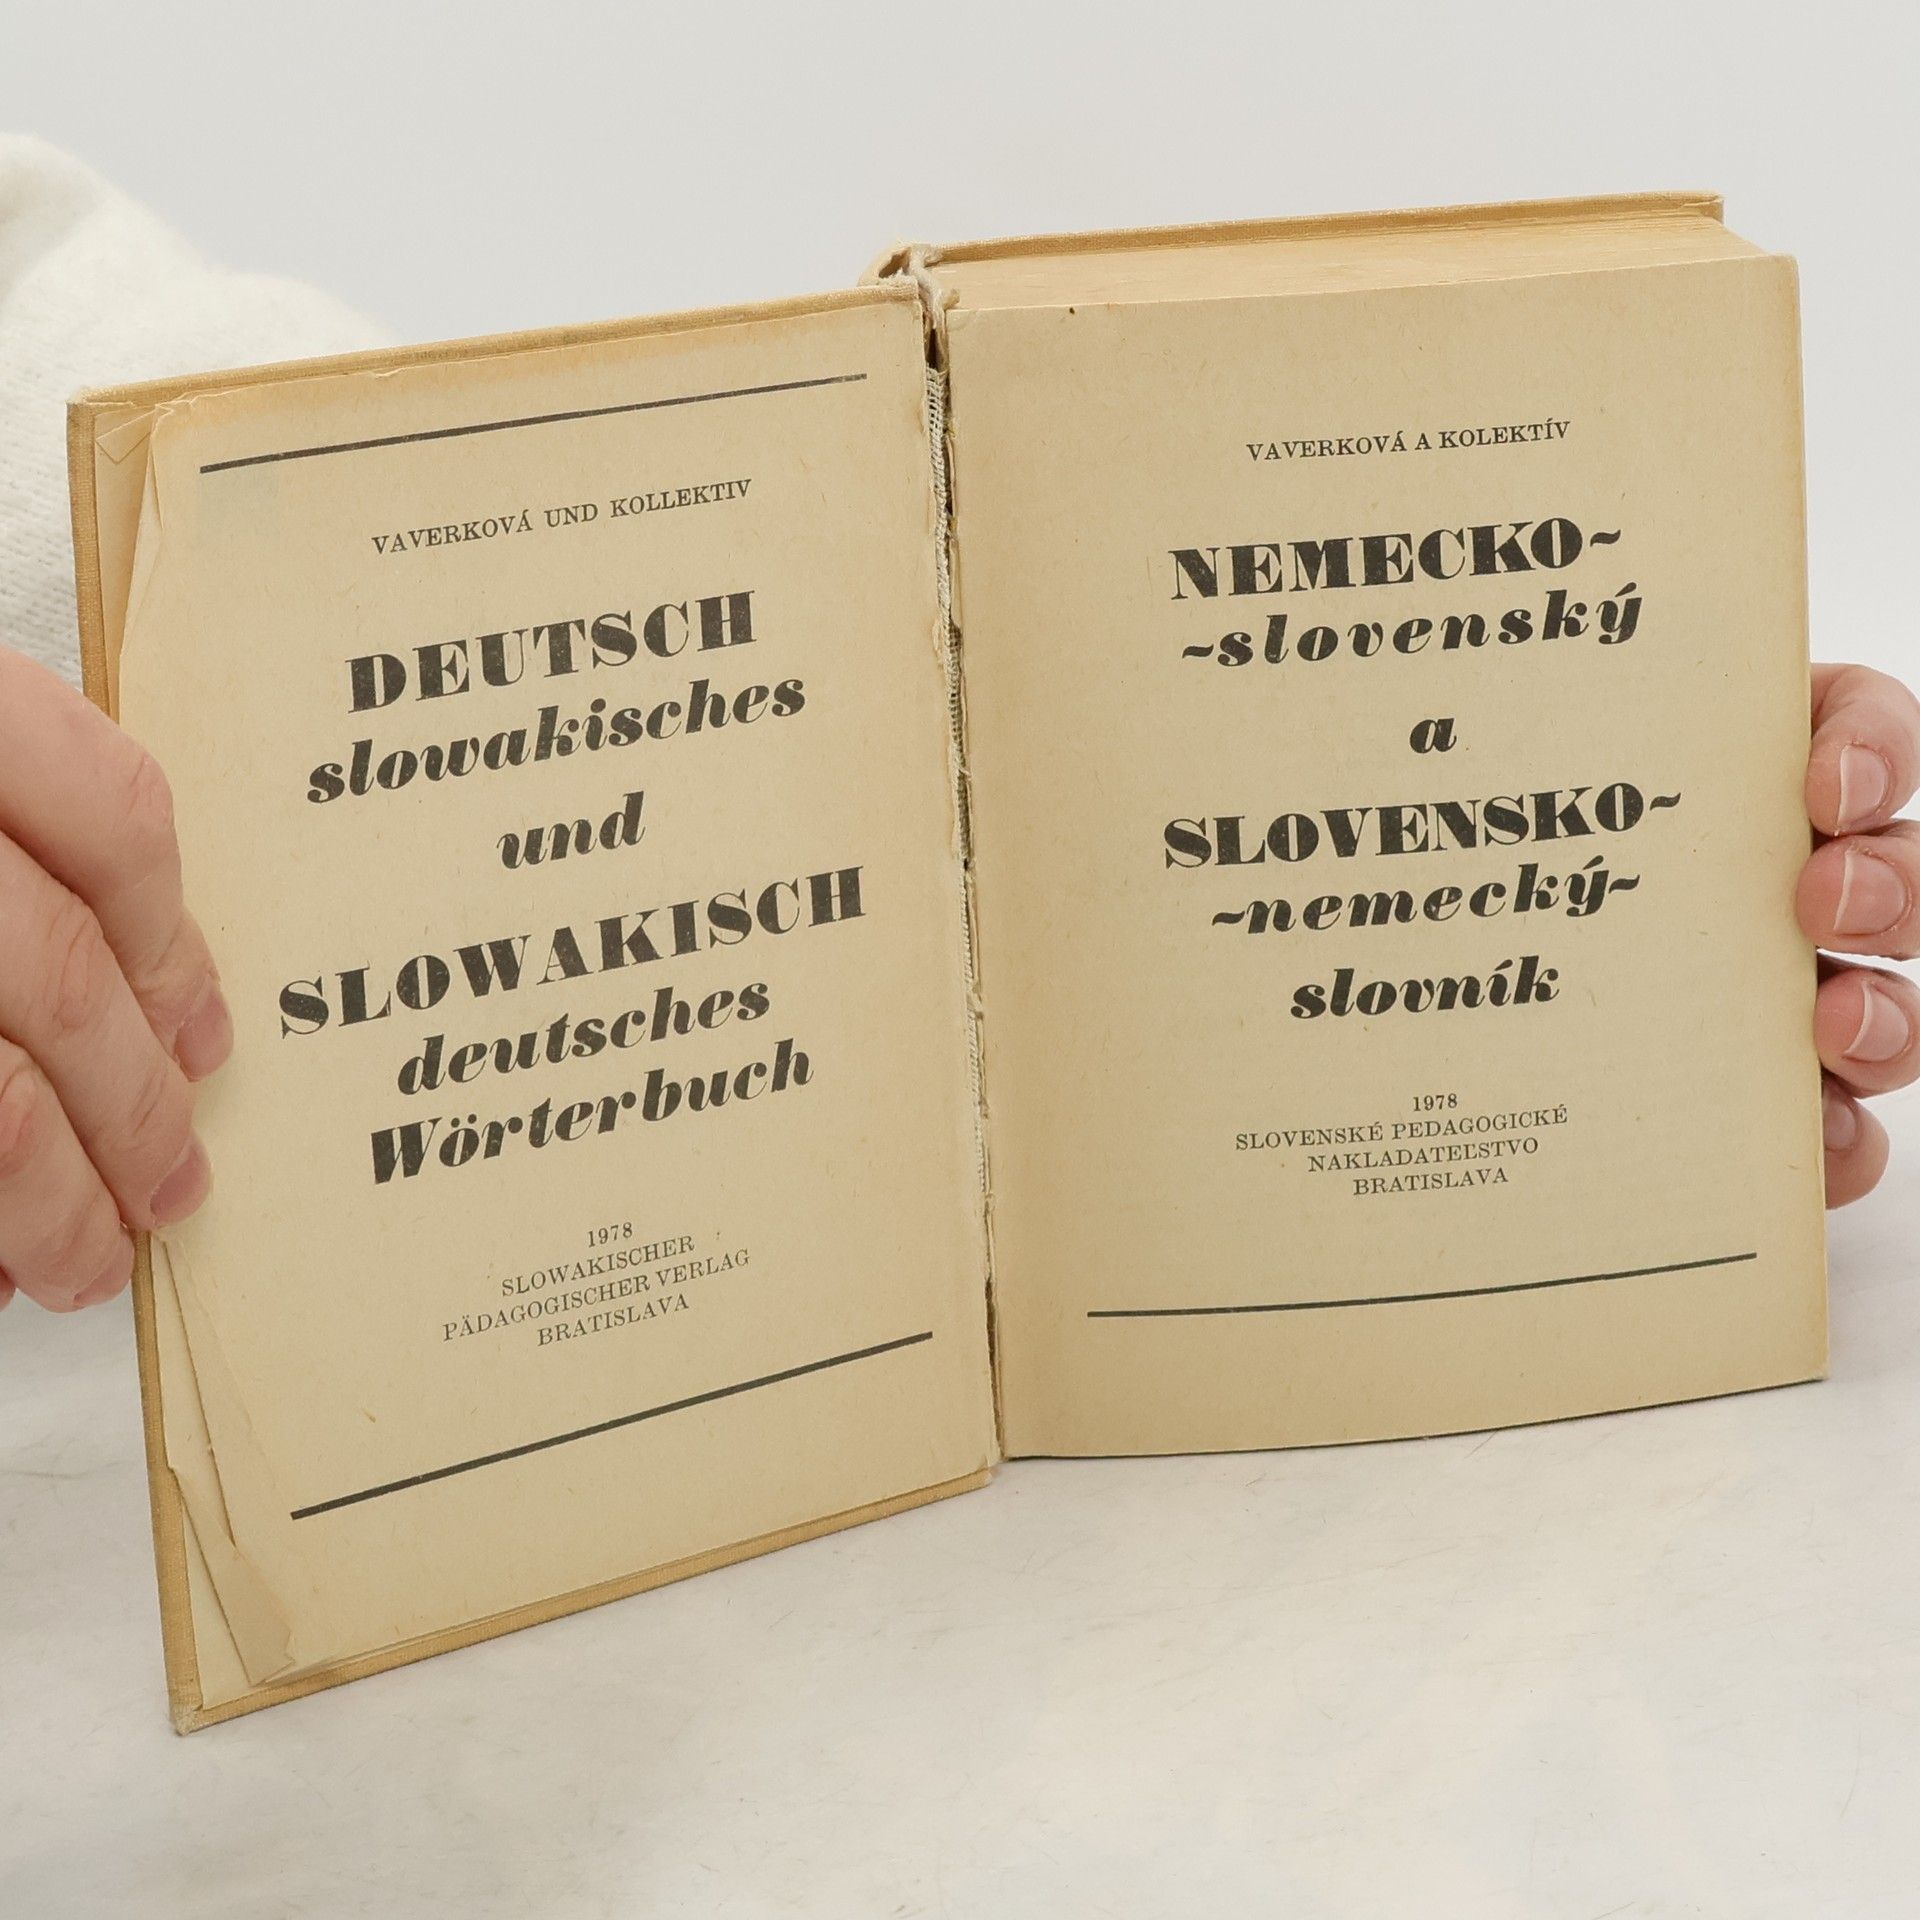 VAVERKOVÁ UND KOLLEKTIV
DEUTSCH
slowakisches
und
SLOWAKISCH
deutsches
Wörterbuch
1978
SLOWAKISCHER
PÄDAGOGISCHER VERLAG
BRATISLAVA
VAVERKOVÁ A KOLEKTÍV
NEMECKO~
~slovenský
a
SLOVENSKO~
~nemecký~
slovník
1978
SLOVENSKÉ PEDAGOGICKÉ
NAKLADATEĽSTVO
BRATISLAVA